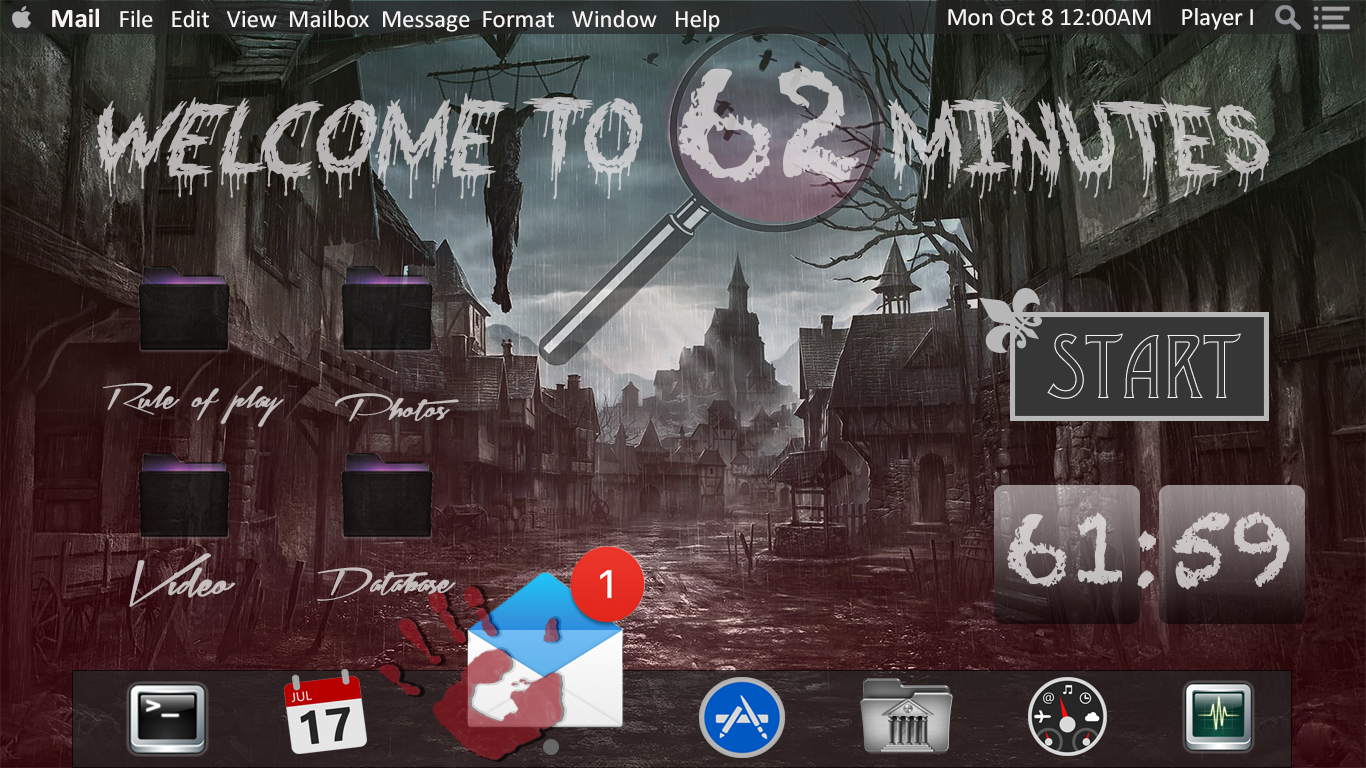 Mail File Edit View Mailbox Message Format Window Help Mon Oct 8 12:00AM Player I
WELCOME TO 62 MINUTES
Rule of play Photos
START
61:59
Video Database
1
>_
JUL
17
@